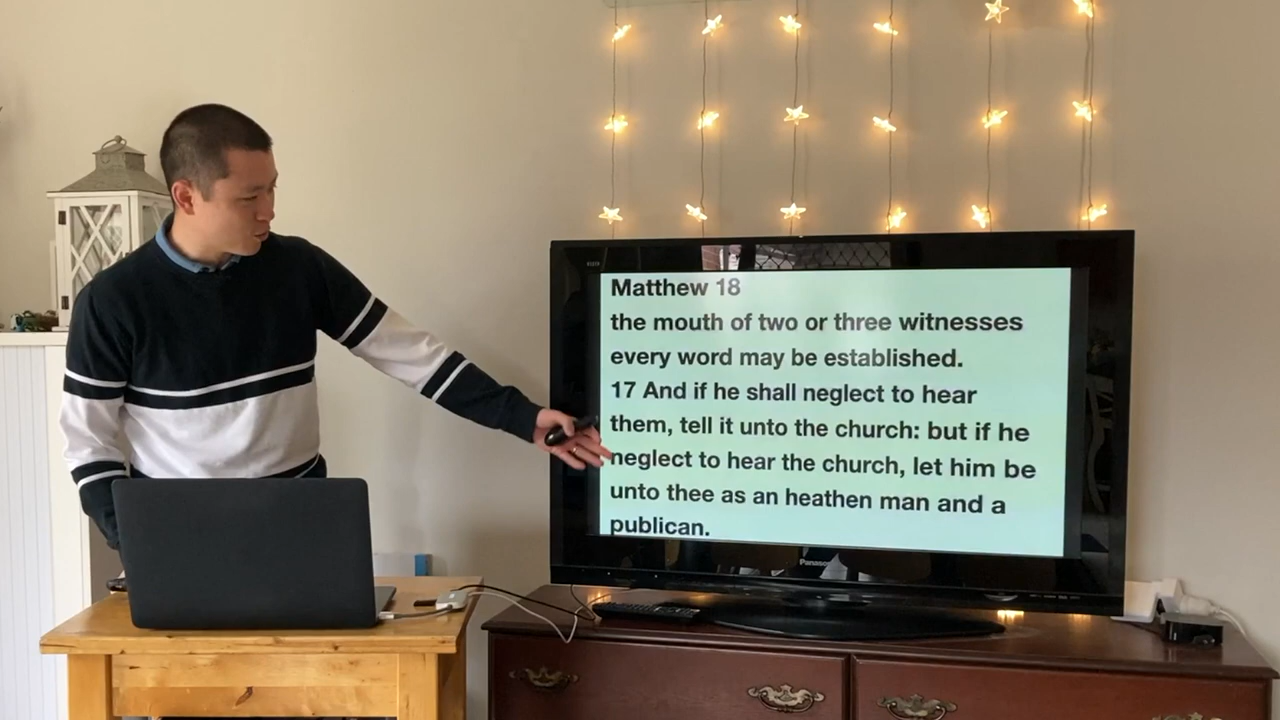 Matthew 18
the mouth of two or three witnesses
every word may be established.
17 And if he shall neglect to hear
them, tell it unto the church: but if he
neglect to hear the church, let him be
unto thee as an heathen man and a
publican.
Panasonic